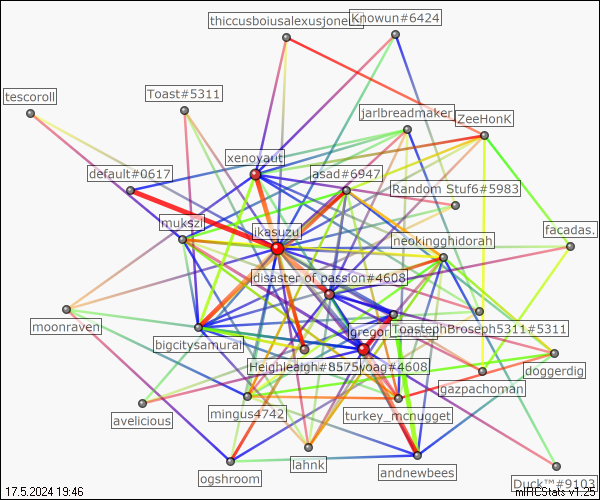 thiccusboiusalexusjone
Knowun#6424
tescoroll
Toast#5311
jarlbreadmaker
ZeeHonK
xenoyaut
default#0617
asad#6947
Random Stuf6#5983
mukszi
ikasuzu
neokingghidorah
facadas.
disaster of passion#4608
moonraven
gregor
ToastephBroseph5311#5311
bigcitysamurai
Heighleaigh#8575
voag#4608
doggerdig
gazpachoman
avelicious
mingus4742
turkey_mcnugget
lahnk
ogshroom
andnewbees
Duck™#9103
17.5.2024 19:46
mIRCStats v1.25